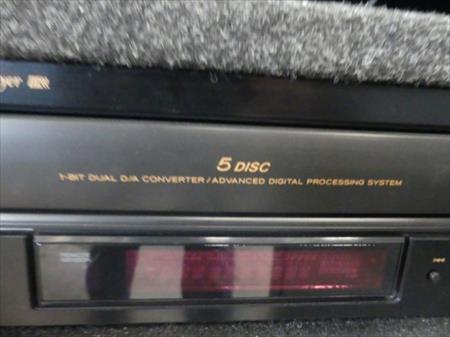 5 DISC
1-BIT DUAL D/A CONVERTER/ADVANCED DIGITAL PROCESSING SYSTEM